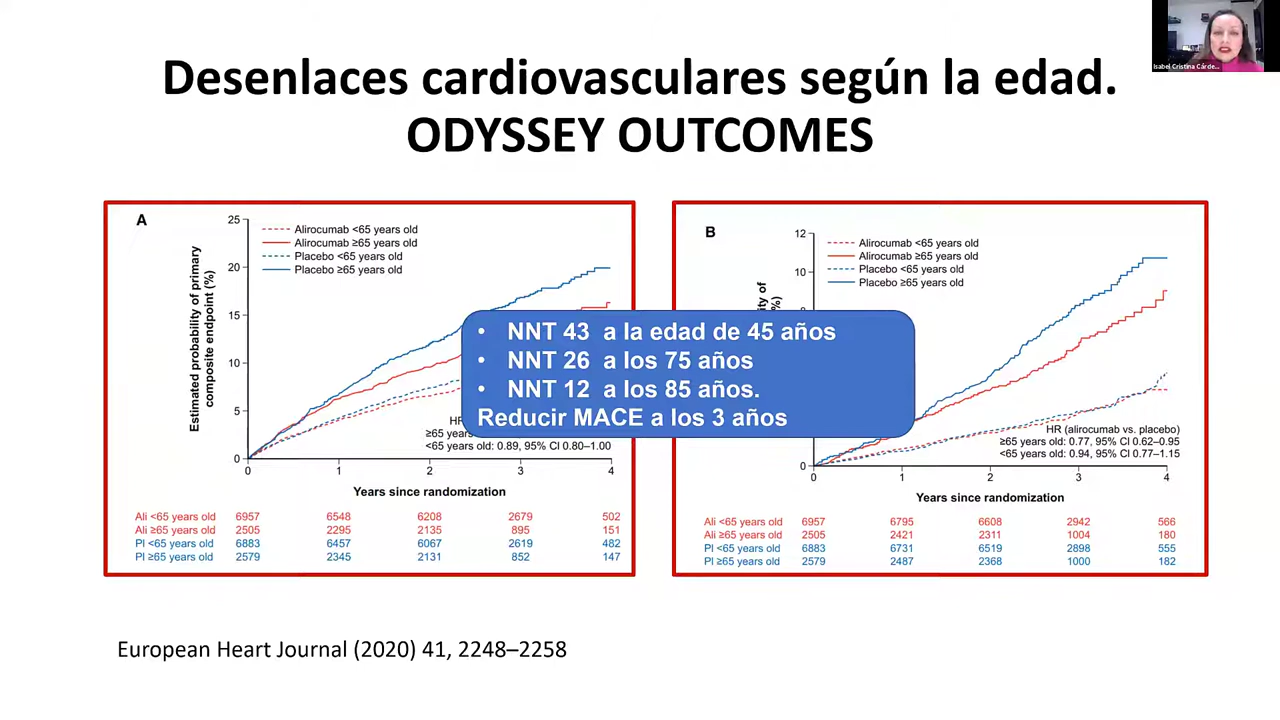 Isabel Cristina Cárde...
Desenlaces cardiovasculares según la edad.
ODYSSEY OUTCOMES
A
Estimated probability of primary
composite endpoint (%)
25
20
15
10
5
0
Alirocumab <65 years old
Alirocumab ≥65 years old
Placebo <65 years old
Placebo ≥65 years old
<65 years old: 0.89, 95% CI 0.80–1.00
0 1 2 3 4
Years since randomization
Ali <65 years old 6957 6548 6208 2679 502
Ali ≥65 years old 2505 2295 2135 895 151
Pl <65 years old 6883 6457 6067 2619 482
Pl ≥65 years old 2579 2345 2131 852 147
• NNT 43 a la edad de 45 años
• NNT 26 a los 75 años
• NNT 12 a los 85 años.
Reducir MACE a los 3 años
B
12
10
0
Alirocumab <65 years old
Alirocumab ≥65 years old
Placebo <65 years old
Placebo ≥65 years old
HR (alirocumab vs. placebo)
≥65 years old: 0.77, 95% CI 0.62–0.95
<65 years old: 0.94, 95% CI 0.77–1.15
0 1 2 3 4
Years since randomization
Ali <65 years old 6957 6795 6608 2942 566
Ali ≥65 years old 2505 2421 2311 1004 180
Pl <65 years old 6883 6731 6519 2898 555
Pl ≥65 years old 2579 2487 2368 1000 182
European Heart Journal (2020) 41, 2248–2258